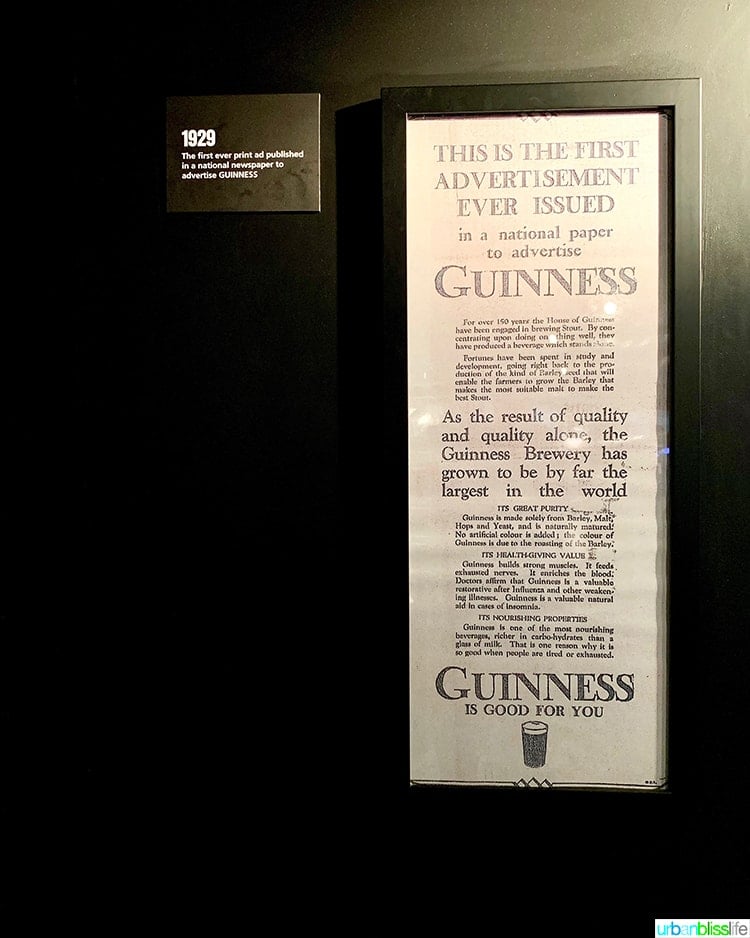 1929
The first ever print ad published
in a national newspaper to
advertise GUINNESS
THIS IS THE FIRST
ADVERTISEMENT
EVER ISSUED
in a national paper
to advertise
GUINNESS
For over 150 years the House of Guinness
have been engaged in brewing Stout. By con-
centrating upon doing one thing well, they
have produced a beverage which stands alone.
Fortunes have been spent in study and
development, going right back to the pro-
duction of the kind of Barley seed that will
enable the farmers to grow the Barley that
makes the most suitable malt to make the
best Stout.
As the result of quality
and quality alone, the
Guinness Brewery has
grown to be by far the
largest in the world
ITS GREAT PURITY
Guinness is made solely from Barley, Malt,
Hops and Yeast, and is naturally matured.
No artificial colour is added; the colour of
Guinness is due to the roasting of the Barley.
ITS HEALTH-GIVING VALUE
Guinness builds strong muscles. It feeds
exhausted nerves. It enriches the blood.
Doctors affirm that Guinness is a valuable
restorative after Influenza and other weaken-
ing illnesses. Guinness is a valuable natural
aid in cases of insomnia.
ITS NOURISHING PROPERTIES
Guinness is one of the most nourishing
beverages, richer in carbo-hydrates than a
glass of milk. That is one reason why it is
so good when people are tired or exhausted.
GUINNESS
IS GOOD FOR YOU
urbanblisslife